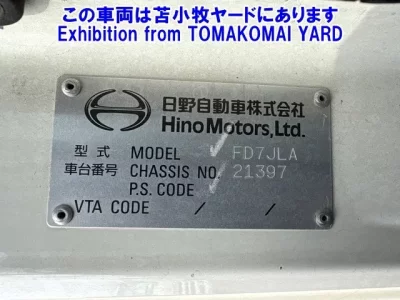 この車両は苫小牧ヤードにあります
Exhibition from TOMAKOMAI YARD
日野自動車株式会社
Hino Motors, Ltd.
型式 MODEL FD7JLA
車台番号 CHASSIS NO. 21397
P.S. CODE
VTA CODE / /